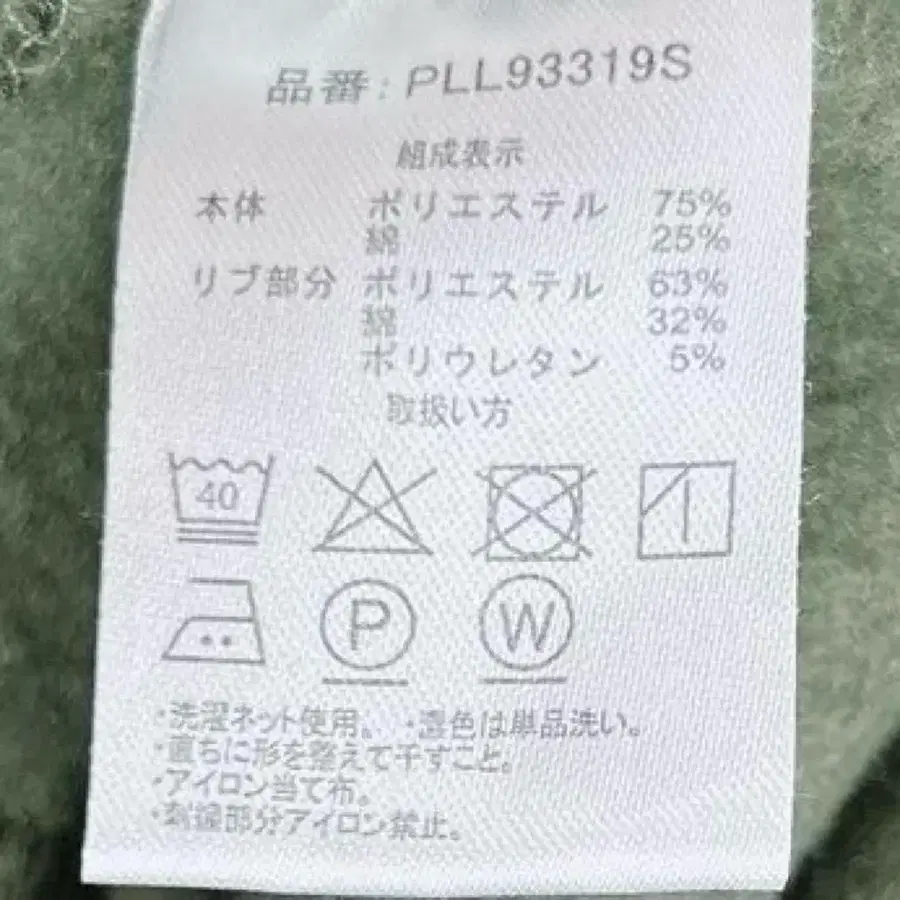 品番: PLL93319S
組成表示
本体 ポリエステル 75%
綿 25%
リブ部分 ポリエステル 63%
綿 32%
ポリウレタン 5%
取扱い方
40
P W
・洗濯ネット使用。 ・濃色は単品洗い。
・直ちに形を整えて干すこと。
・アイロン当て布。
・刺繍部分アイロン禁止。